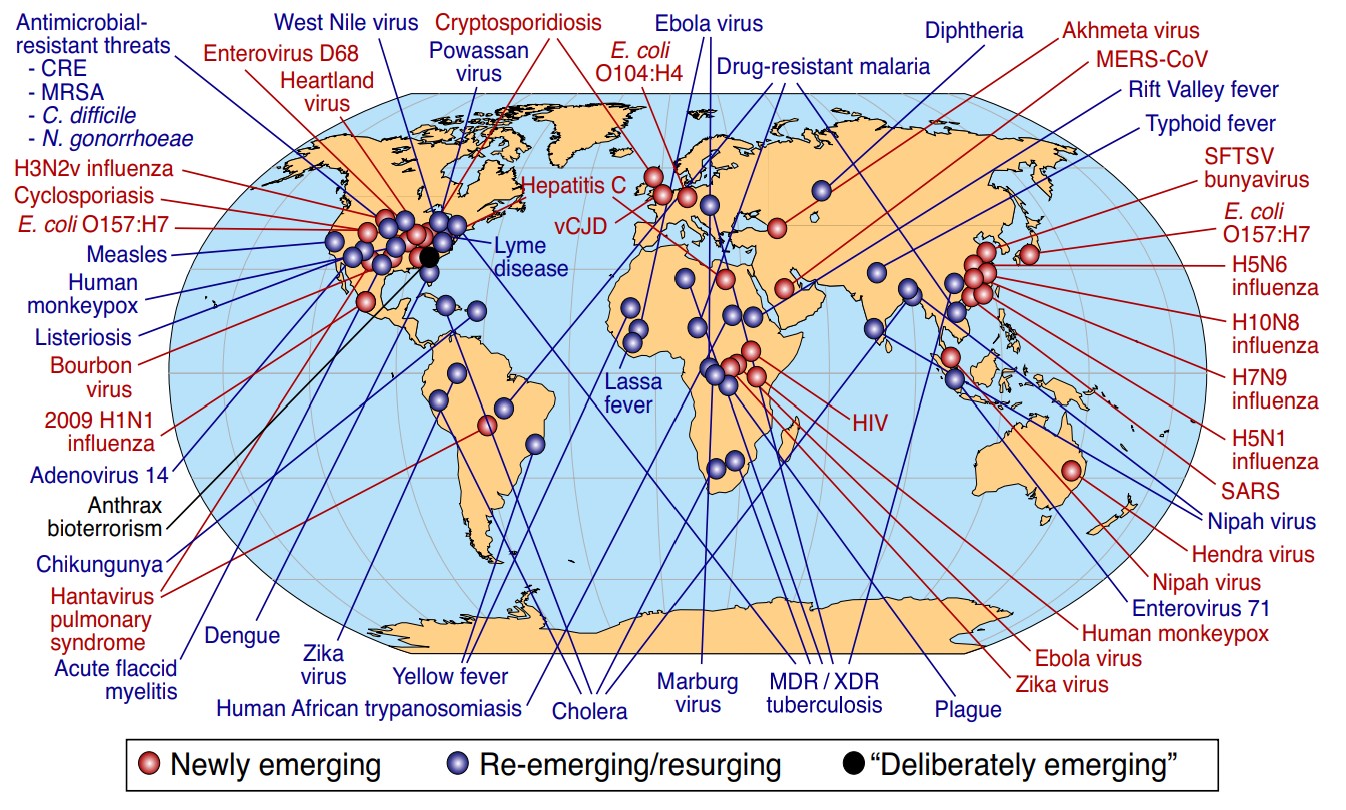 Antimicrobial-
resistant threats
- CRE
- MRSA
- C. difficile
- N. gonorrhoeae
Enterovirus D68
Heartland
virus
West Nile virus
Powassan
virus
Cryptosporidiosis
E. coli
O104:H4
Ebola virus
Drug-resistant malaria
Diphtheria
Akhmeta virus
MERS-CoV
Rift Valley fever
Typhoid fever
SFTSV
bunyavirus
E. coli
O157:H7
H5N6
influenza
H10N8
influenza
H7N9
influenza
H5N1
influenza
SARS
Nipah virus
Hendra virus
Nipah virus
Enterovirus 71
Human monkeypox
Ebola virus
Zika virus
Plague
MDR / XDR
tuberculosis
Marburg
virus
Cholera
Human African trypanosomiasis
Yellow fever
Zika
virus
Dengue
H3N2v influenza
Cyclosporiasis
E. coli O157:H7
Measles
Human
monkeypox
Listeriosis
Bourbon
virus
2009 H1N1
influenza
Adenovirus 14
Anthrax
bioterrorism
Chikungunya
Hantavirus
pulmonary
syndrome
Acute flaccid
myelitis
Hepatitis C
vCJD
Lyme
disease
Lassa
fever
HIV
Newly emerging
Re-emerging/resurging
“Deliberately emerging”